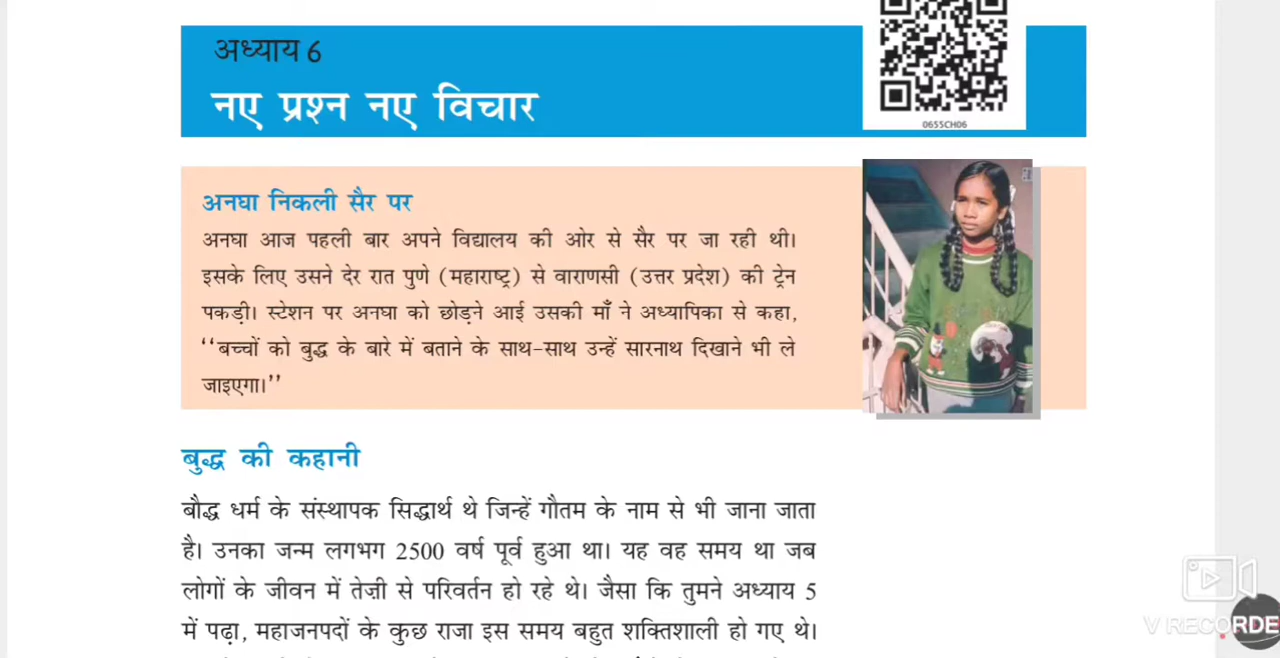 अध्याय 6
नए प्रश्न नए विचार
0655CH06
अनघा निकली सैर पर
अनघा आज पहली बार अपने विद्यालय की ओर से सैर पर जा रही थी।
इसके लिए उसने देर रात पुणे (महाराष्ट्र) से वाराणसी (उत्तर प्रदेश) की ट्रेन
पकड़ी। स्टेशन पर अनघा को छोड़ने आई उसकी माँ ने अध्यापिका से कहा,
‘‘बच्चों को बुद्ध के बारे में बताने के साथ-साथ उन्हें सारनाथ दिखाने भी ले
जाइएगा।’’
बुद्ध की कहानी
बौद्ध धर्म के संस्थापक सिद्धार्थ थे जिन्हें गौतम के नाम से भी जाना जाता
है। उनका जन्म लगभग 2500 वर्ष पूर्व हुआ था। यह वह समय था जब
लोगों के जीवन में तेज़ी से परिवर्तन हो रहे थे। जैसा कि तुमने अध्याय 5
में पढ़ा, महाजनपदों के कुछ राजा इस समय बहुत शक्तिशाली हो गए थे।
V RECORDE